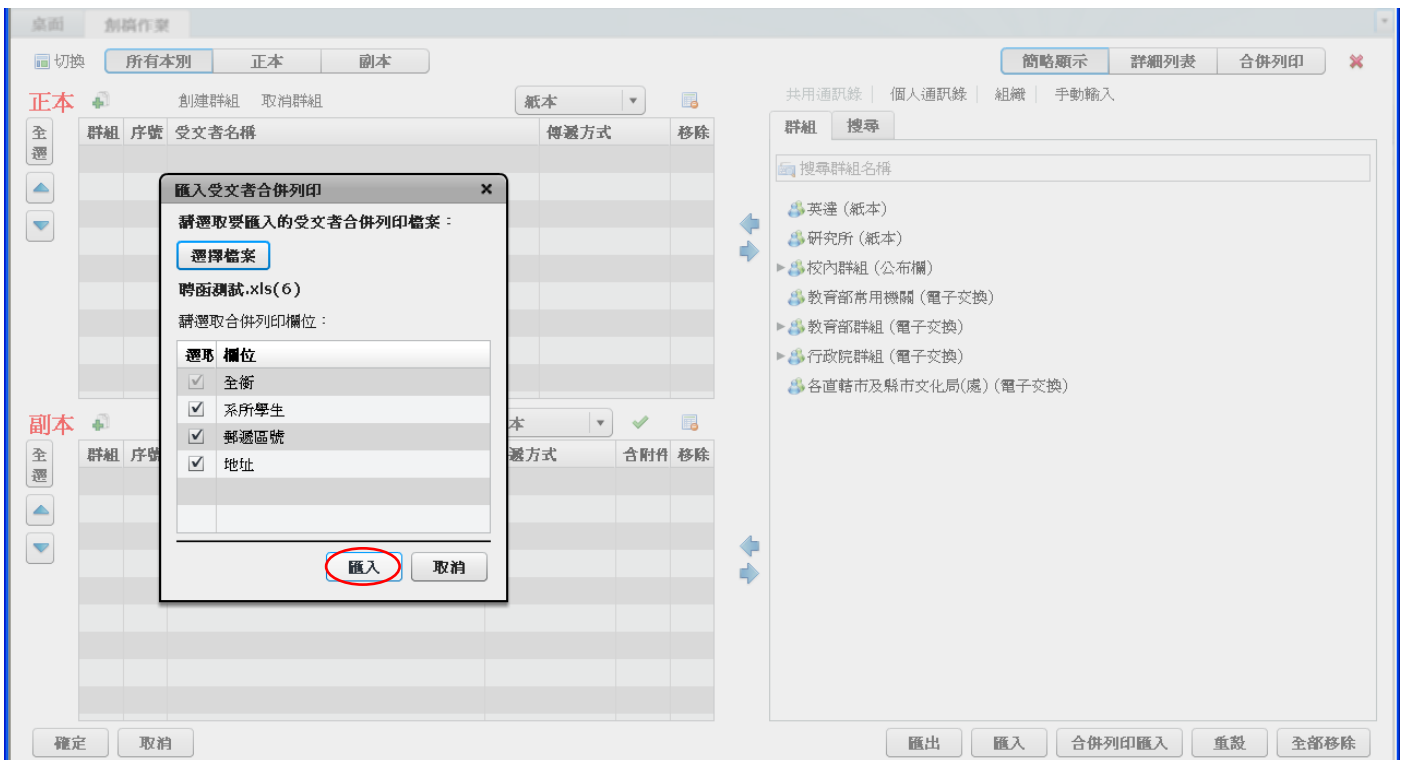 桌面 創稿作業
切換 所有本別 正本 副本 簡略顯示 詳細列表 合併列印
正本 創建群組 取消群組 紙本
全選 群組 序號 受文者名稱 傳遞方式 移除
匯入受文者合併列印 x
請選取要匯入的受文者合併列印檔案：
選擇檔案
聘函測試.xls(6)
請選取合併列印欄位：
選取 欄位
全銜
系所學生
郵遞區號
地址
匯入 取消
副本 本
全選 群組 序號 遞方式 含附件 移除
確定 取消
共用通訊錄 | 個人通訊錄 | 組織 | 手動輸入
群組 搜尋
搜尋群組名稱
英達 (紙本)
研究所 (紙本)
校內群組 (公布欄)
教育部常用機關 (電子交換)
教育部群組 (電子交換)
行政院群組 (電子交換)
各直轄市及縣市文化局(處) (電子交換)
匯出 匯入 合併列印匯入 重設 全部移除